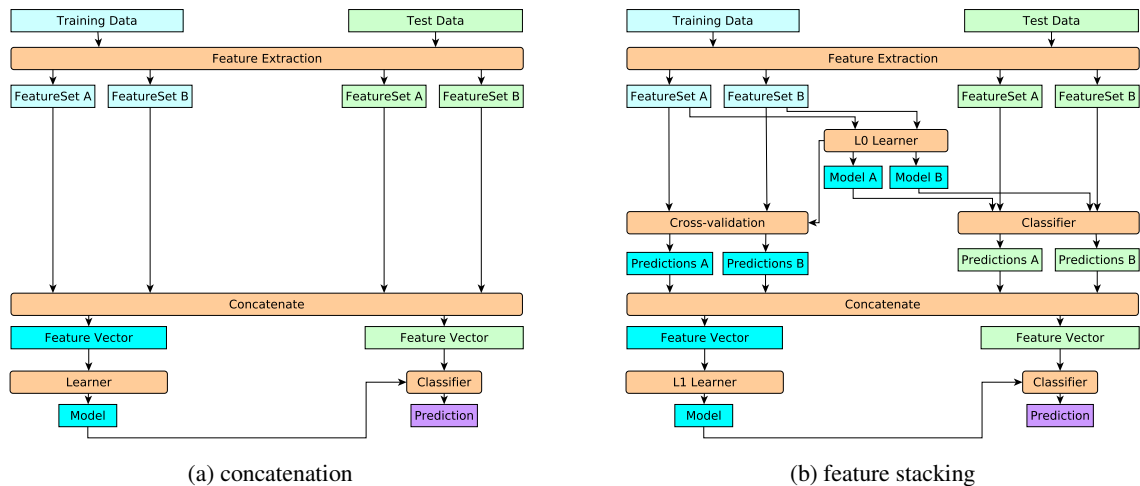 Training Data
Test Data
Feature Extraction
FeatureSet A
FeatureSet B
FeatureSet A
FeatureSet B
Concatenate
Feature Vector
Feature Vector
Learner
Classifier
Model
Prediction
(a) concatenation
Training Data
Test Data
Feature Extraction
FeatureSet A
FeatureSet B
FeatureSet A
FeatureSet B
L0 Learner
Model A
Model B
Cross-validation
Classifier
Predictions A
Predictions B
Predictions A
Predictions B
Concatenate
Feature Vector
Feature Vector
L1 Learner
Classifier
Model
Prediction
(b) feature stacking